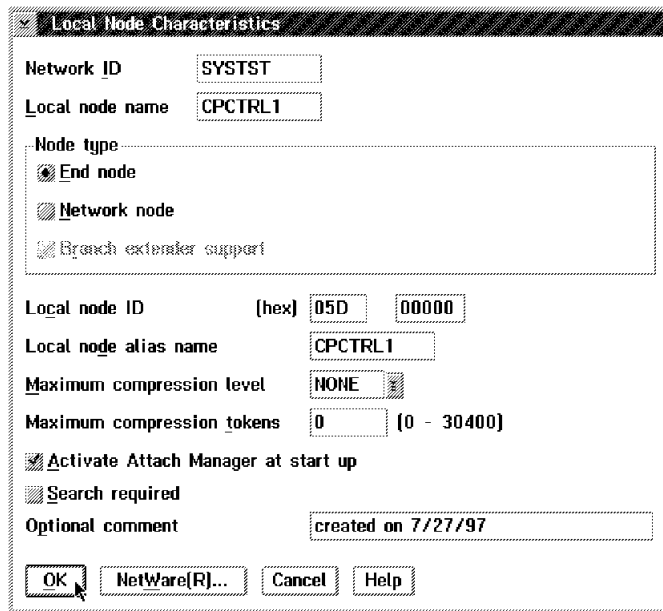 Local Node Characteristics
Network ID SYSTST
Local node name CPCTRL1
Node type
End node
Network node
Branch extender support
Local node ID (hex) 05D 00000
Local node alias name CPCTRL1
Maximum compression level NONE
Maximum compression tokens 0 (0 - 30400)
Activate Attach Manager at start up
Search required
Optional comment created on 7/27/97
OK NetWare(R)... Cancel Help